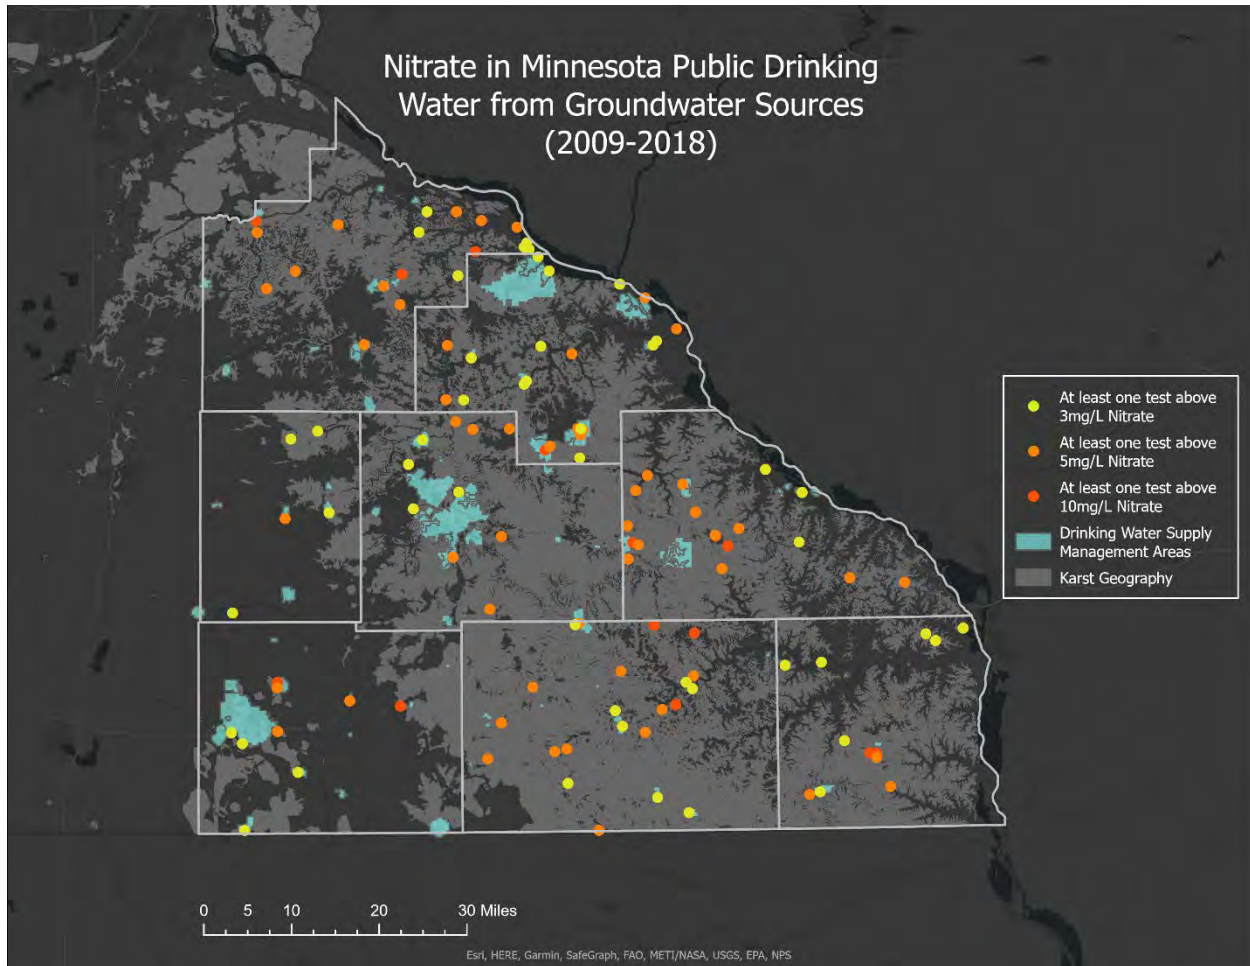 Nitrate in Minnesota Public Drinking
Water from Groundwater Sources
(2009-2018)
At least one test above
3mg/L Nitrate
At least one test above
5mg/L Nitrate
At least one test above
10mg/L Nitrate
Drinking Water Supply
Management Areas
Karst Geography
0 5 10 20 30 Miles
Esri, HERE, Garmin, SafeGraph, FAO, METI/NASA, USGS, EPA, NPS